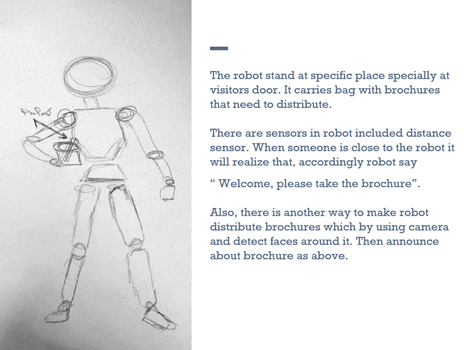 The robot stand at specific place specially at
visitors door. It carries bag with brochures
that need to distribute.
There are sensors in robot included distance
sensor. When someone is close to the robot it
will realize that, accordingly robot say
“ Welcome, please take the brochure”.
Also, there is another way to make robot
distribute brochures which by using camera
and detect faces around it. Then announce
about brochure as above.